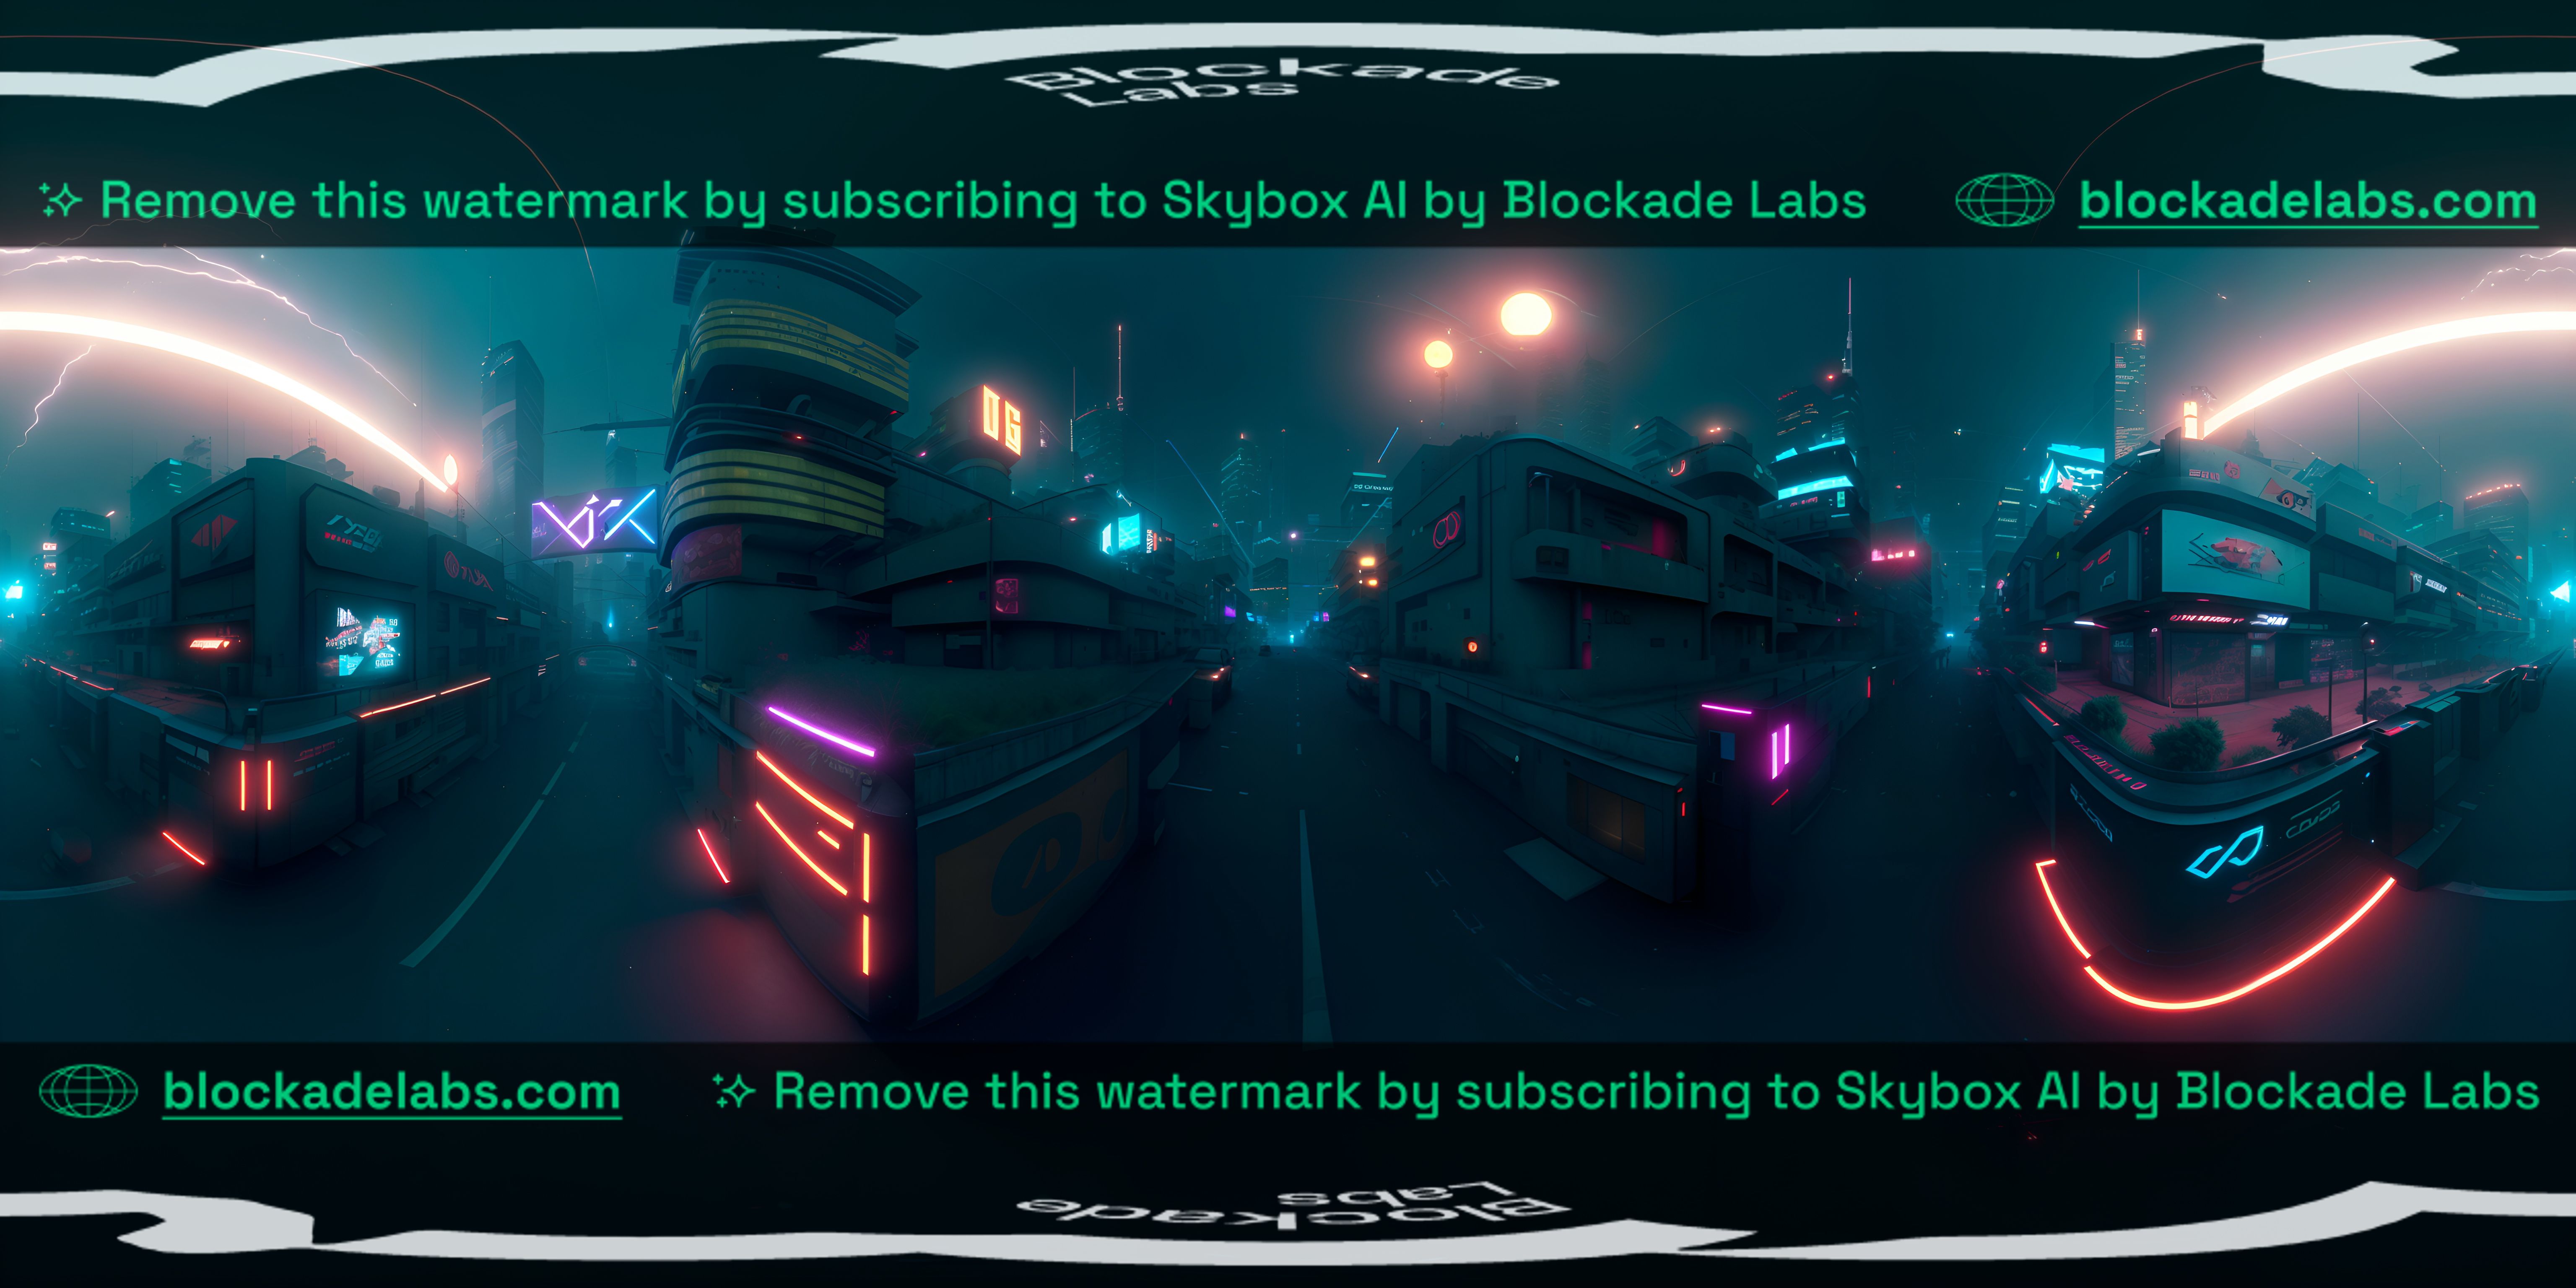 Blockade
Labs
Remove this watermark by subscribing to Skybox AI by Blockade Labs
blockadelabs.com
OG
blockadelabs.com
Remove this watermark by subscribing to Skybox AI by Blockade Labs
Labs
Blockade